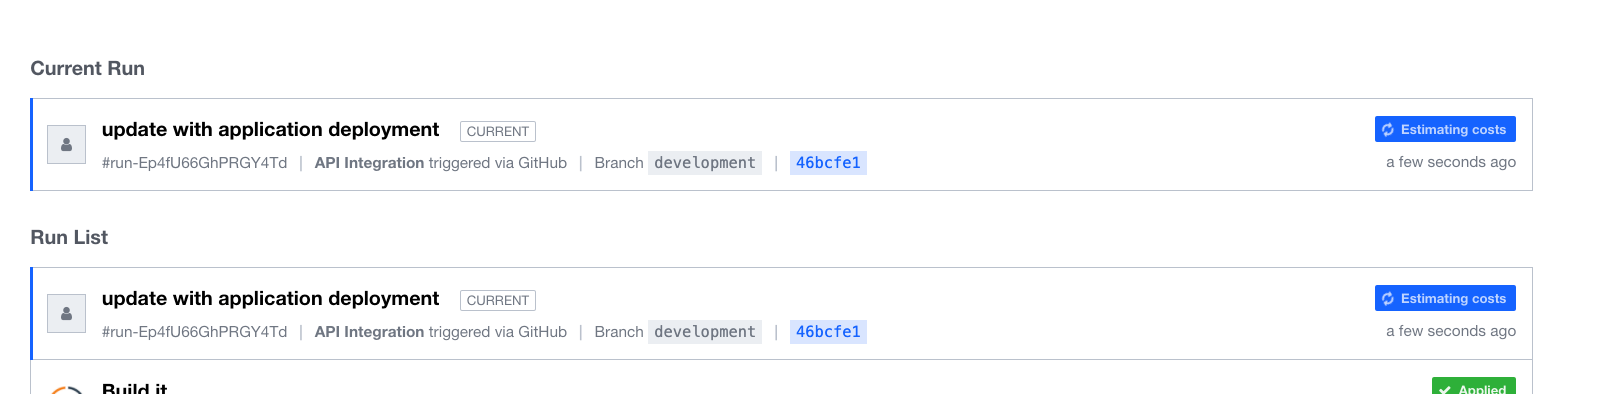 Current Run
update with application deployment CURRENT Estimating costs
#run-Ep4fU66GhPRGY4Td | API Integration triggered via GitHub | Branch development | 46bcfe1 a few seconds ago
Run List
update with application deployment CURRENT Estimating costs
#run-Ep4fU66GhPRGY4Td | API Integration triggered via GitHub | Branch development | 46bcfe1 a few seconds ago
Build it Applied